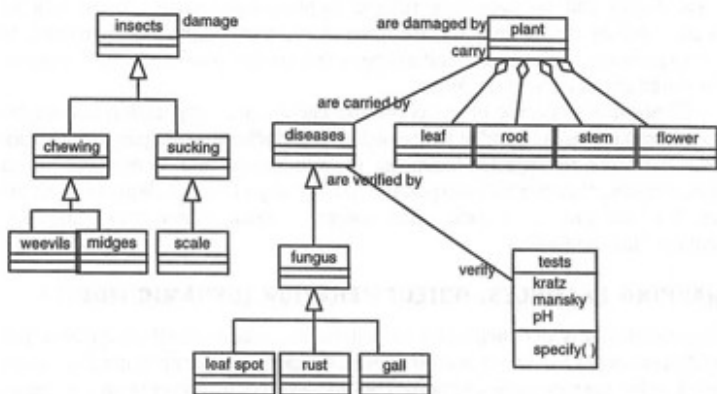 insects
damage
are damaged by
plant
carry
are carried by
diseases
leaf
root
stem
flower
chewing
sucking
are verified by
weevils
midges
scale
fungus
verify
tests
kratz
mansky
pH
specify( )
leaf spot
rust
gall